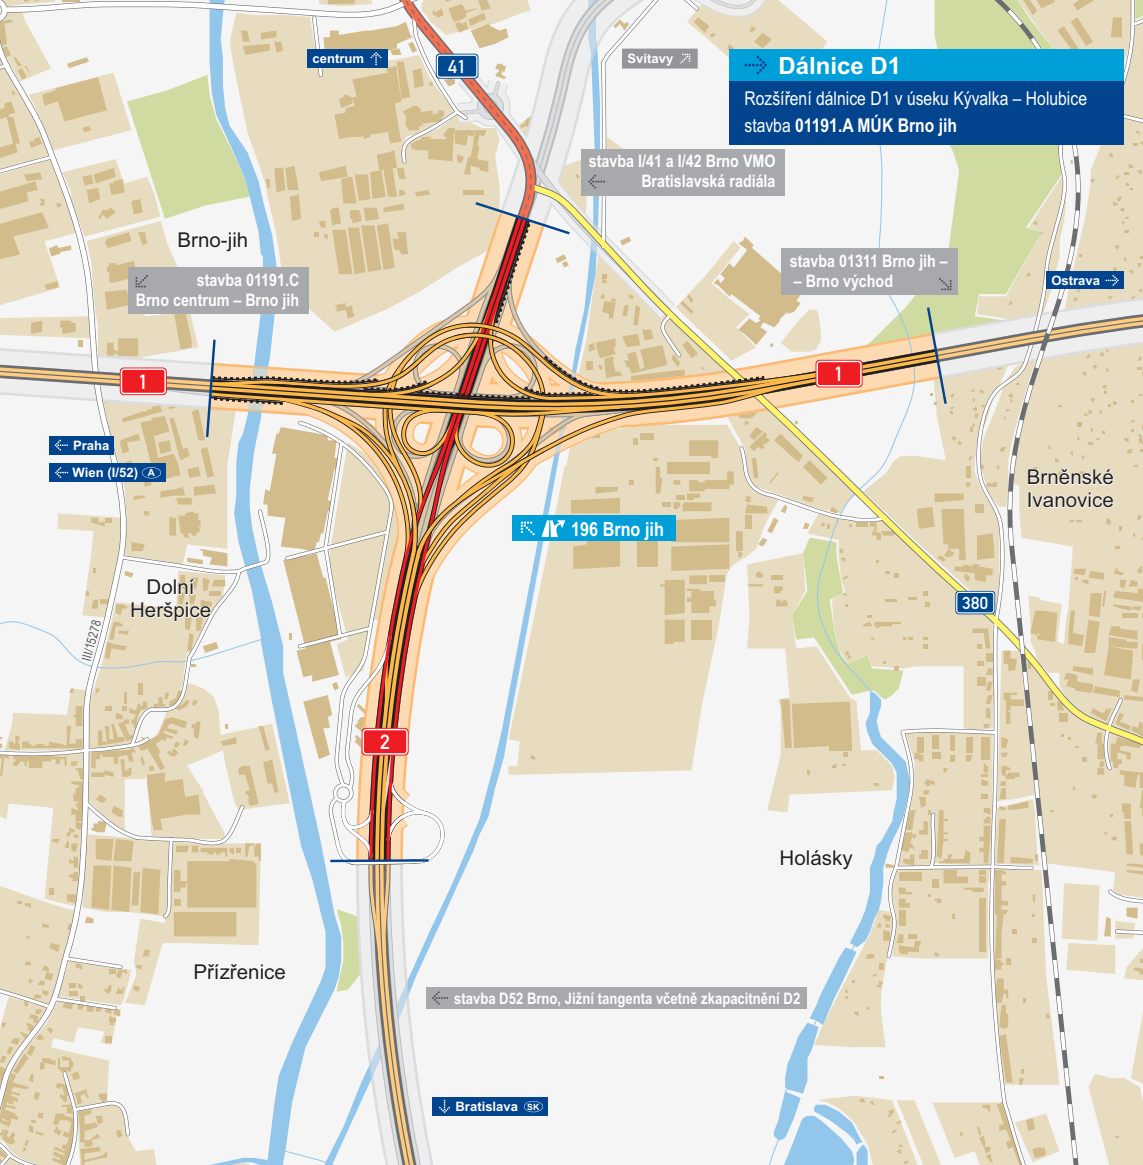 centrum
41
Svitavy
Dálnice D1
Rozšíření dálnice D1 v úseku Kývalka – Holubice
stavba 01191.A MÚK Brno jih
stavba I/41 a I/42 Brno VMO
Bratislavská radiála
Brno-jih
stavba 01191.C
Brno centrum – Brno jih
stavba 01311 Brno jih –
– Brno východ
Ostrava
1
1
Praha
Wien (I/52) A
Brněnské
Ivanovice
196 Brno jih
Dolní
Heršpice
380
III/15278
2
Holásky
Přízřenice
stavba D52 Brno, Jižní tangenta včetně zkapacitnění D2
Bratislava SK